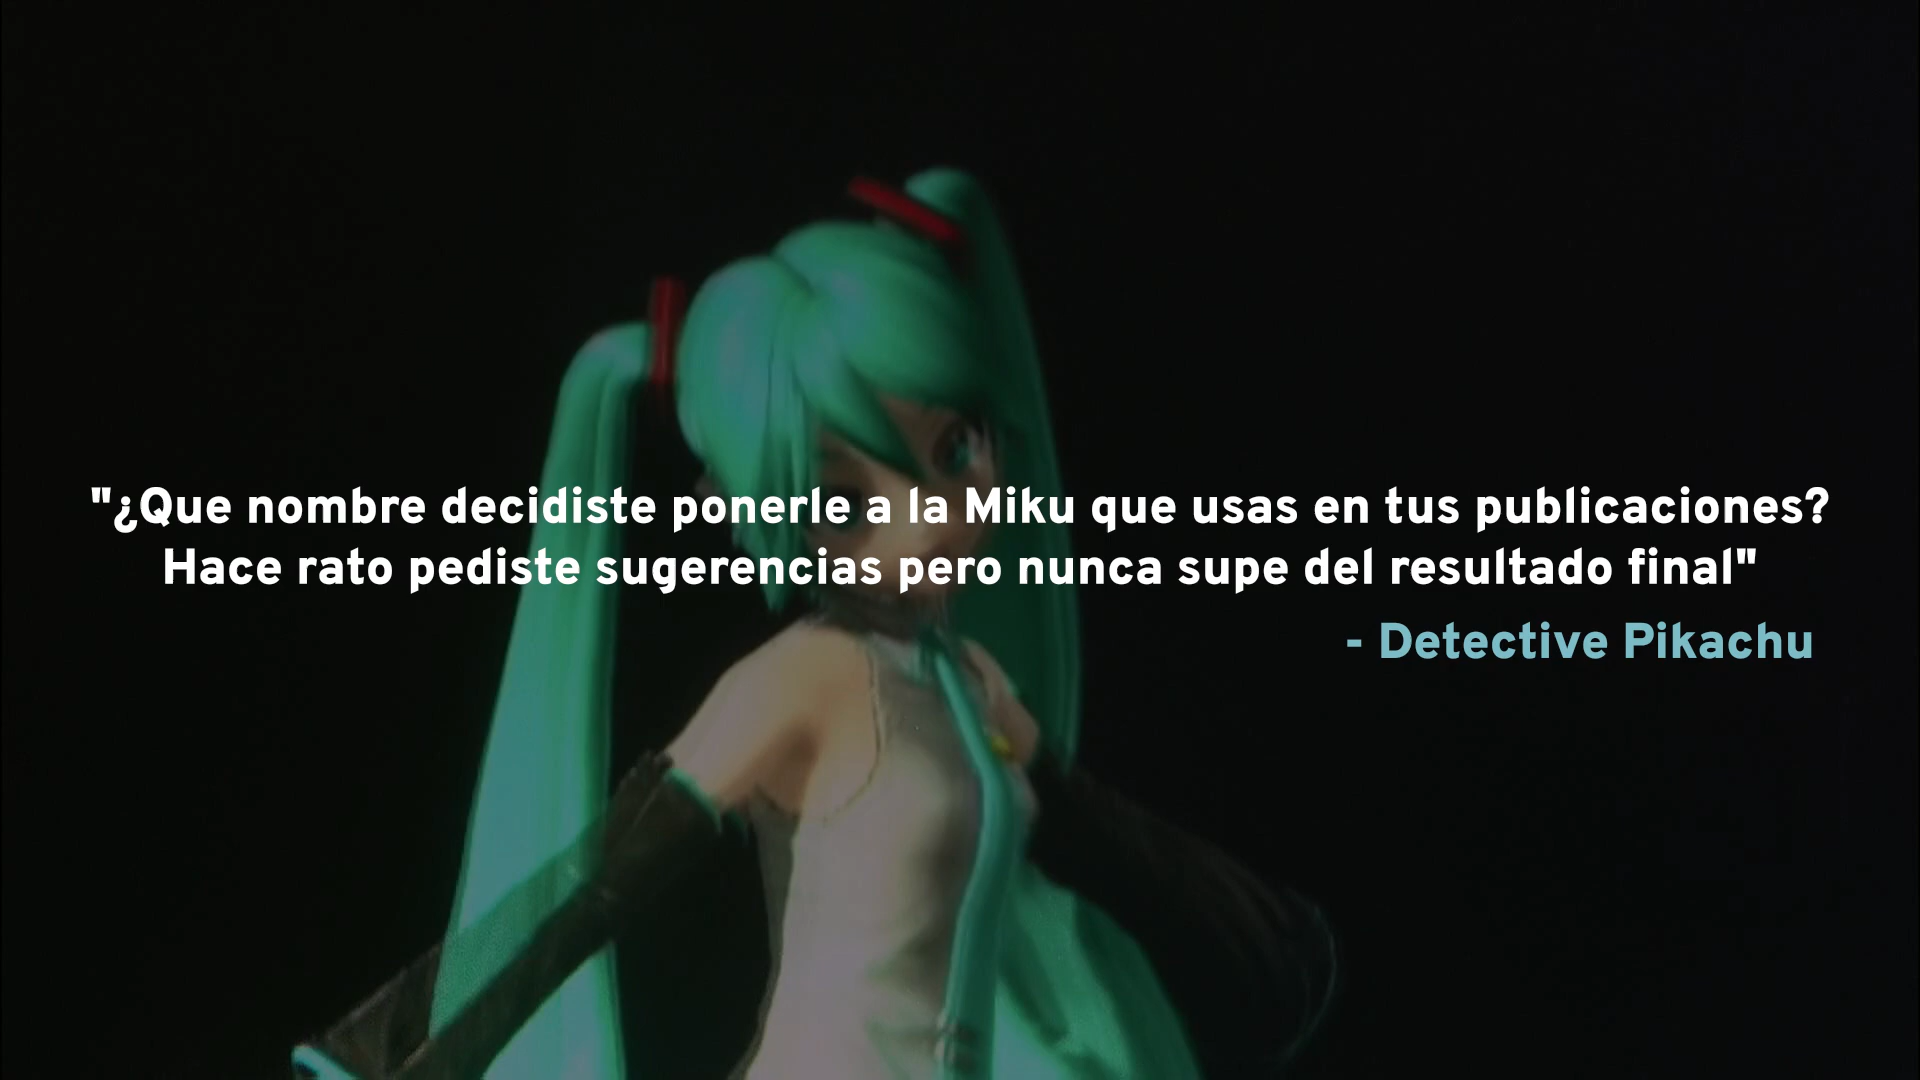 "¿Que nombre decidiste ponerle a la Miku que usas en tus publicaciones?
Hace rato pediste sugerencias pero nunca supe del resultado final"
- Detective Pikachu